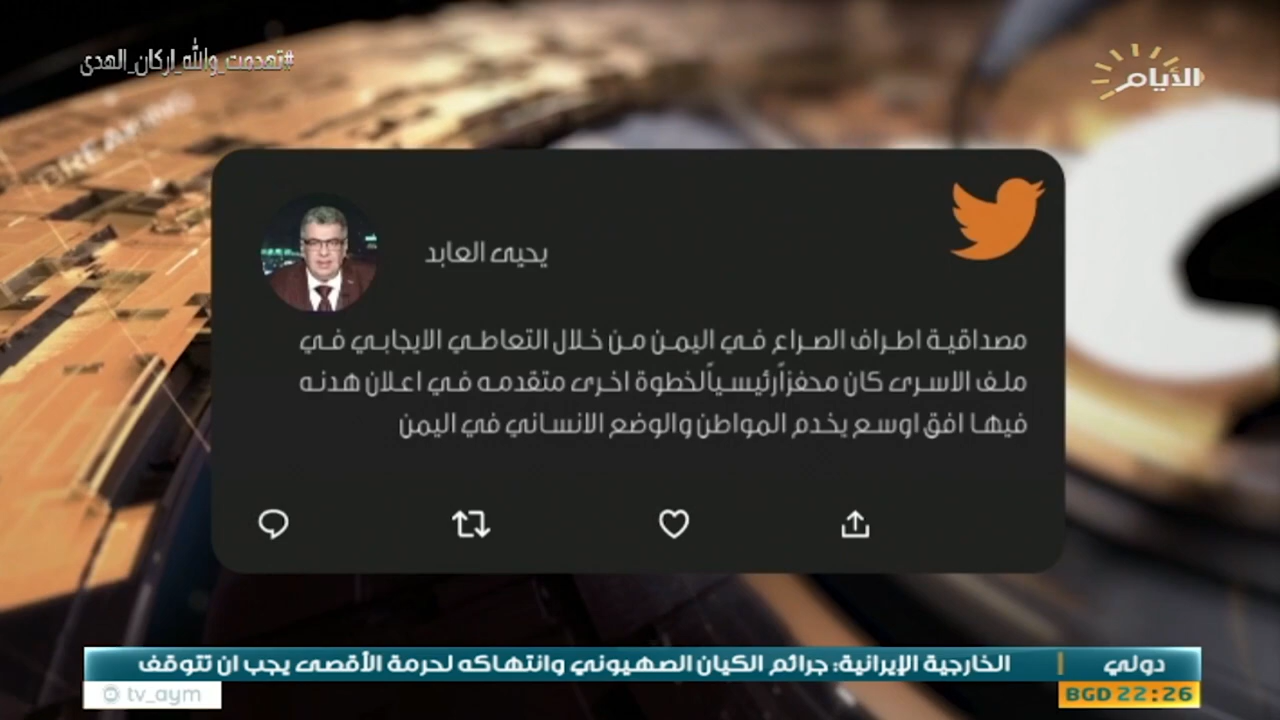 #تهدمت_والله_اركان_الهدى
الأيام
يحيى العابد
مصداقية اطراف الصراع في اليمن من خلال التعاطي الايجابي في
ملف الاسرى كان محفزاًرئيسياًلخطوة اخرى متقدمه في اعلان هدنه
فيها افق اوسع يخدم المواطن والوضع الانساني في اليمن
دولي | الخارجية الإيرانية: جرائم الكيان الصهيوني وانتهاكه لحرمة الأقصى يجب ان تتوقف
tv_aym
BGD 22:26